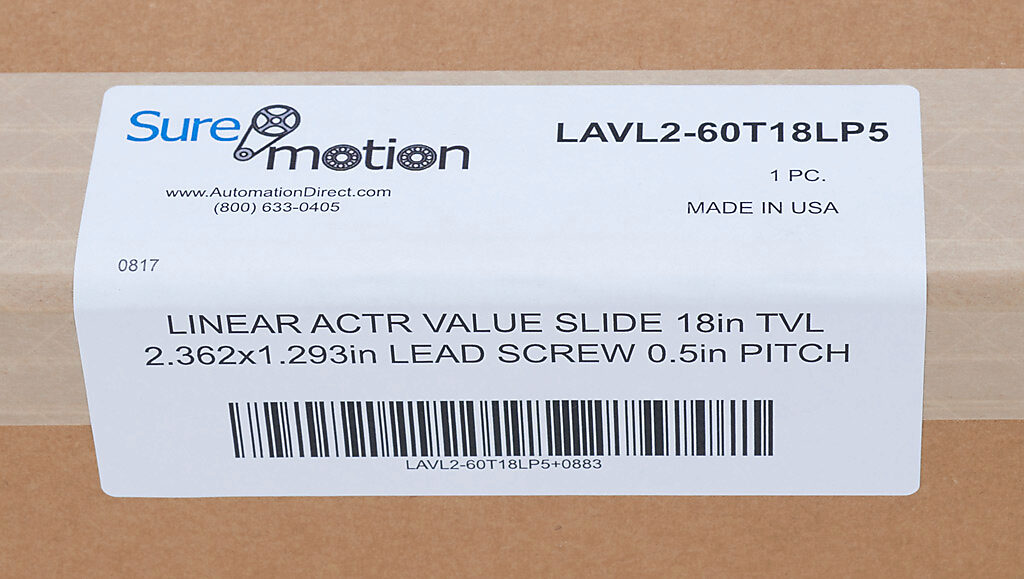 Sure motion
www.AutomationDirect.com
(800) 633-0405
LAVL2-60T18LP5
1 PC.
MADE IN USA
0817
LINEAR ACTR VALUE SLIDE 18in TVL
2.362x1.293in LEAD SCREW 0.5in PITCH
LAVL2-60T18LP5+0883